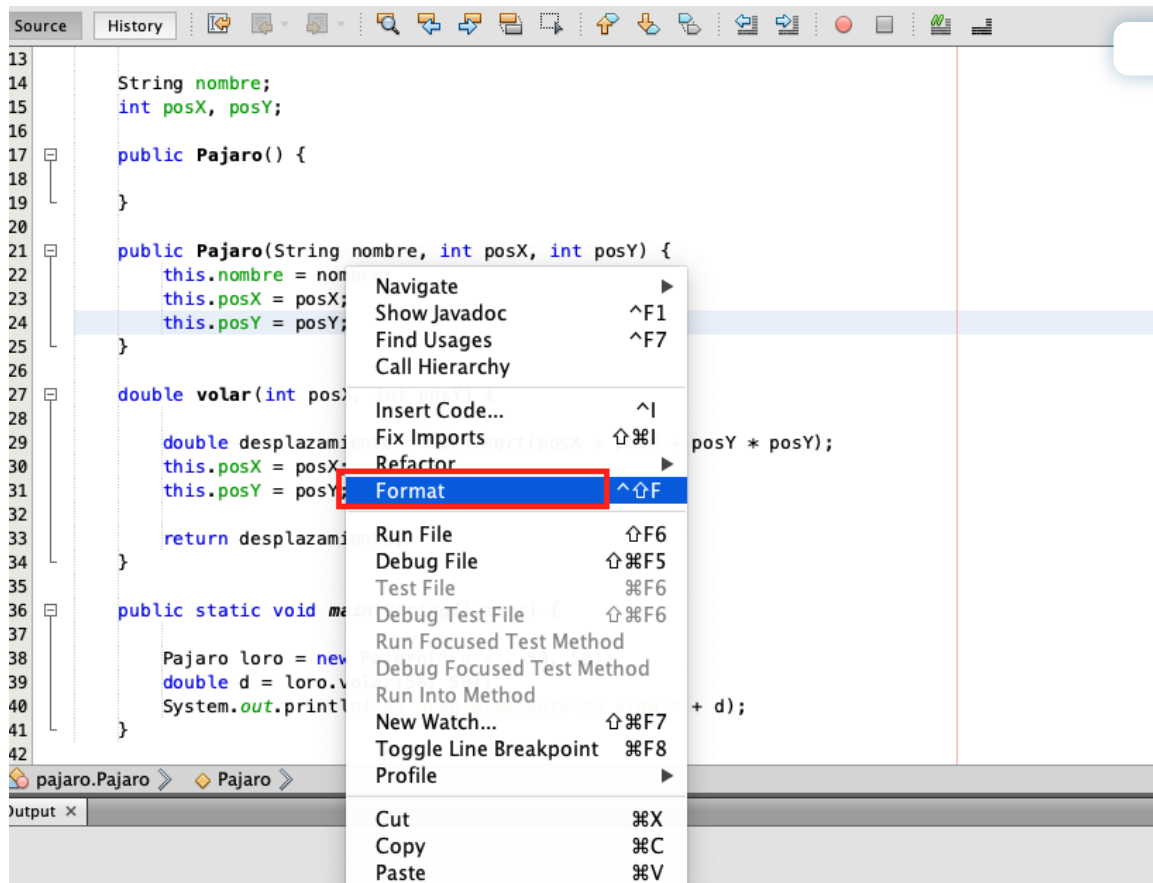 Source History
13
14 String nombre;
15 int posX, posY;
16
17 public Pajaro() {
18
19 }
20
21 public Pajaro(String nombre, int posX, int posY) {
22 this.nombre = nom
23 this.posX = posX;
24 this.posY = posY;
25 }
26
27 double volar(int posX, int posY) {
28
29 double desplazami sqrt(posX * posX + posY * posY);
30 this.posX = posX;
31 this.posY = posY;
32
33 return desplazami
34 }
35
36 public static void ma ) {
37
38 Pajaro loro = new
39 double d = loro.v
40 System.out.printl + d);
41 }
42
Navigate
Show Javadoc ^F1
Find Usages ^F7
Call Hierarchy
Insert Code... ^I
Fix Imports ⇧⌘I
Refactor
Format ^⇧F
Run File ⇧F6
Debug File ⇧⌘F5
Test File ⌘F6
Debug Test File ⇧⌘F6
Run Focused Test Method
Debug Focused Test Method
Run Into Method
New Watch... ⇧⌘F7
Toggle Line Breakpoint ⌘F8
Profile
Cut ⌘X
Copy ⌘C
Paste ⌘V
pajaro.Pajaro Pajaro
Output ×